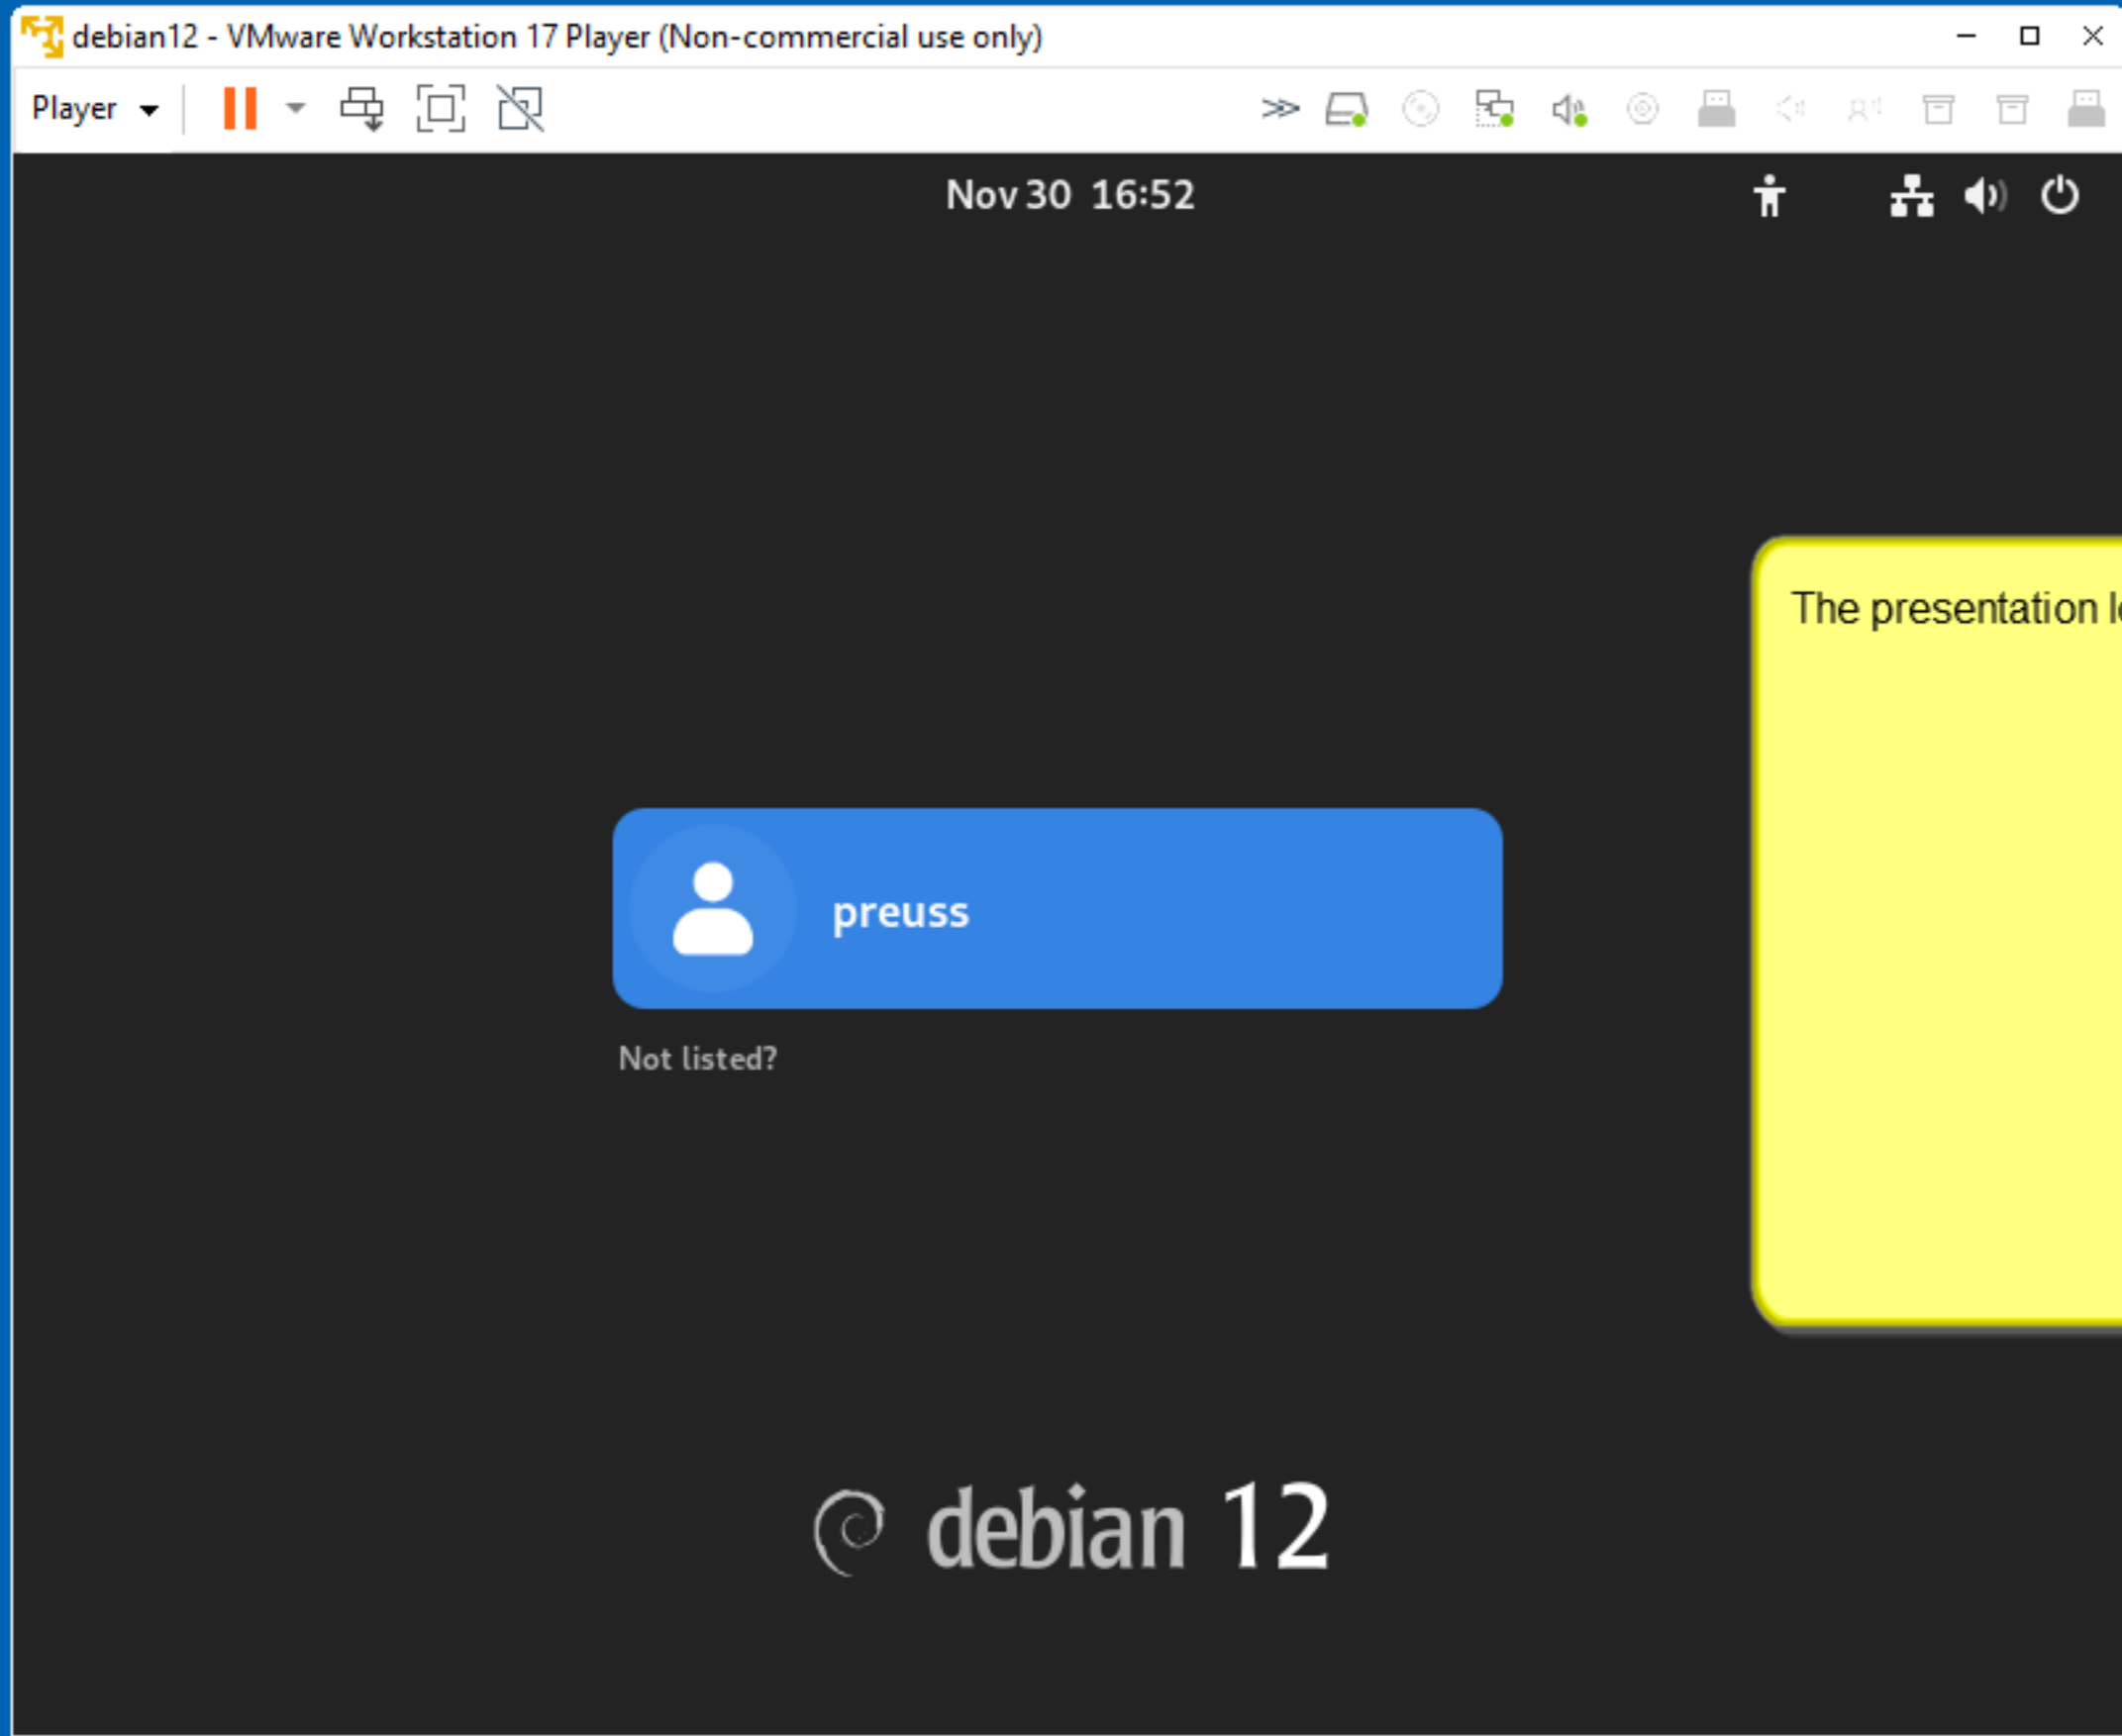 debian12 - VMware Workstation 17 Player (Non-commercial use only)
Player
Nov 30 16:52
The presentation
preuss
Not listed?
debian 12